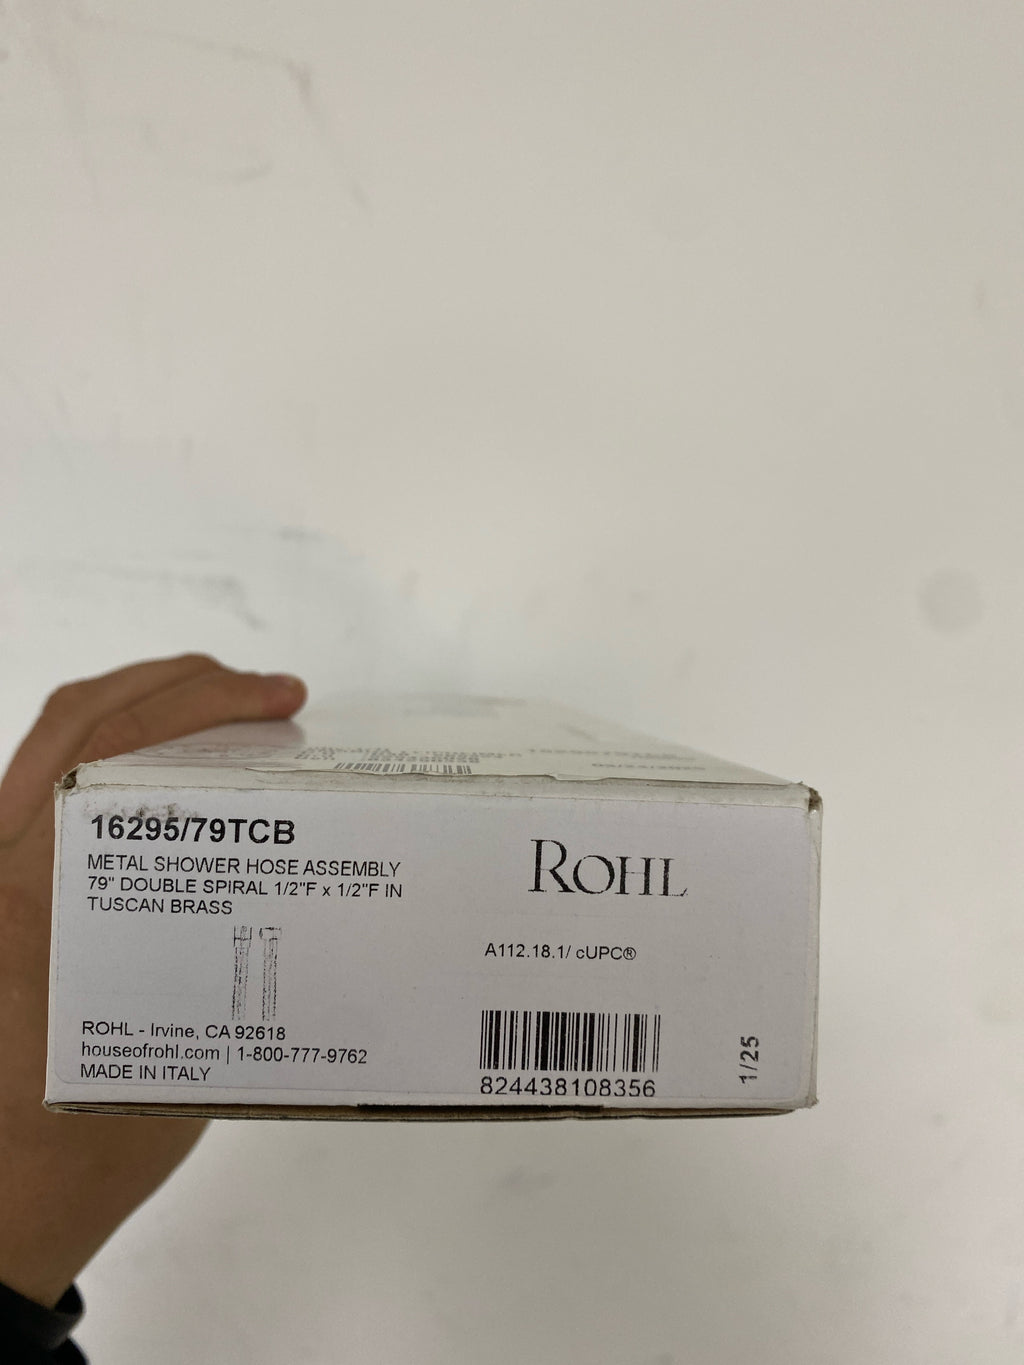 16295/79TCB
METAL SHOWER HOSE ASSEMBLY
79" DOUBLE SPIRAL 1/2"F x 1/2"F IN
TUSCAN BRASS
ROHL - Irvine, CA 92618
houseofrohl.com | 1-800-777-9762
MADE IN ITALY
ROHL
A112.18.1/ cUPC®
824438108356
1/25